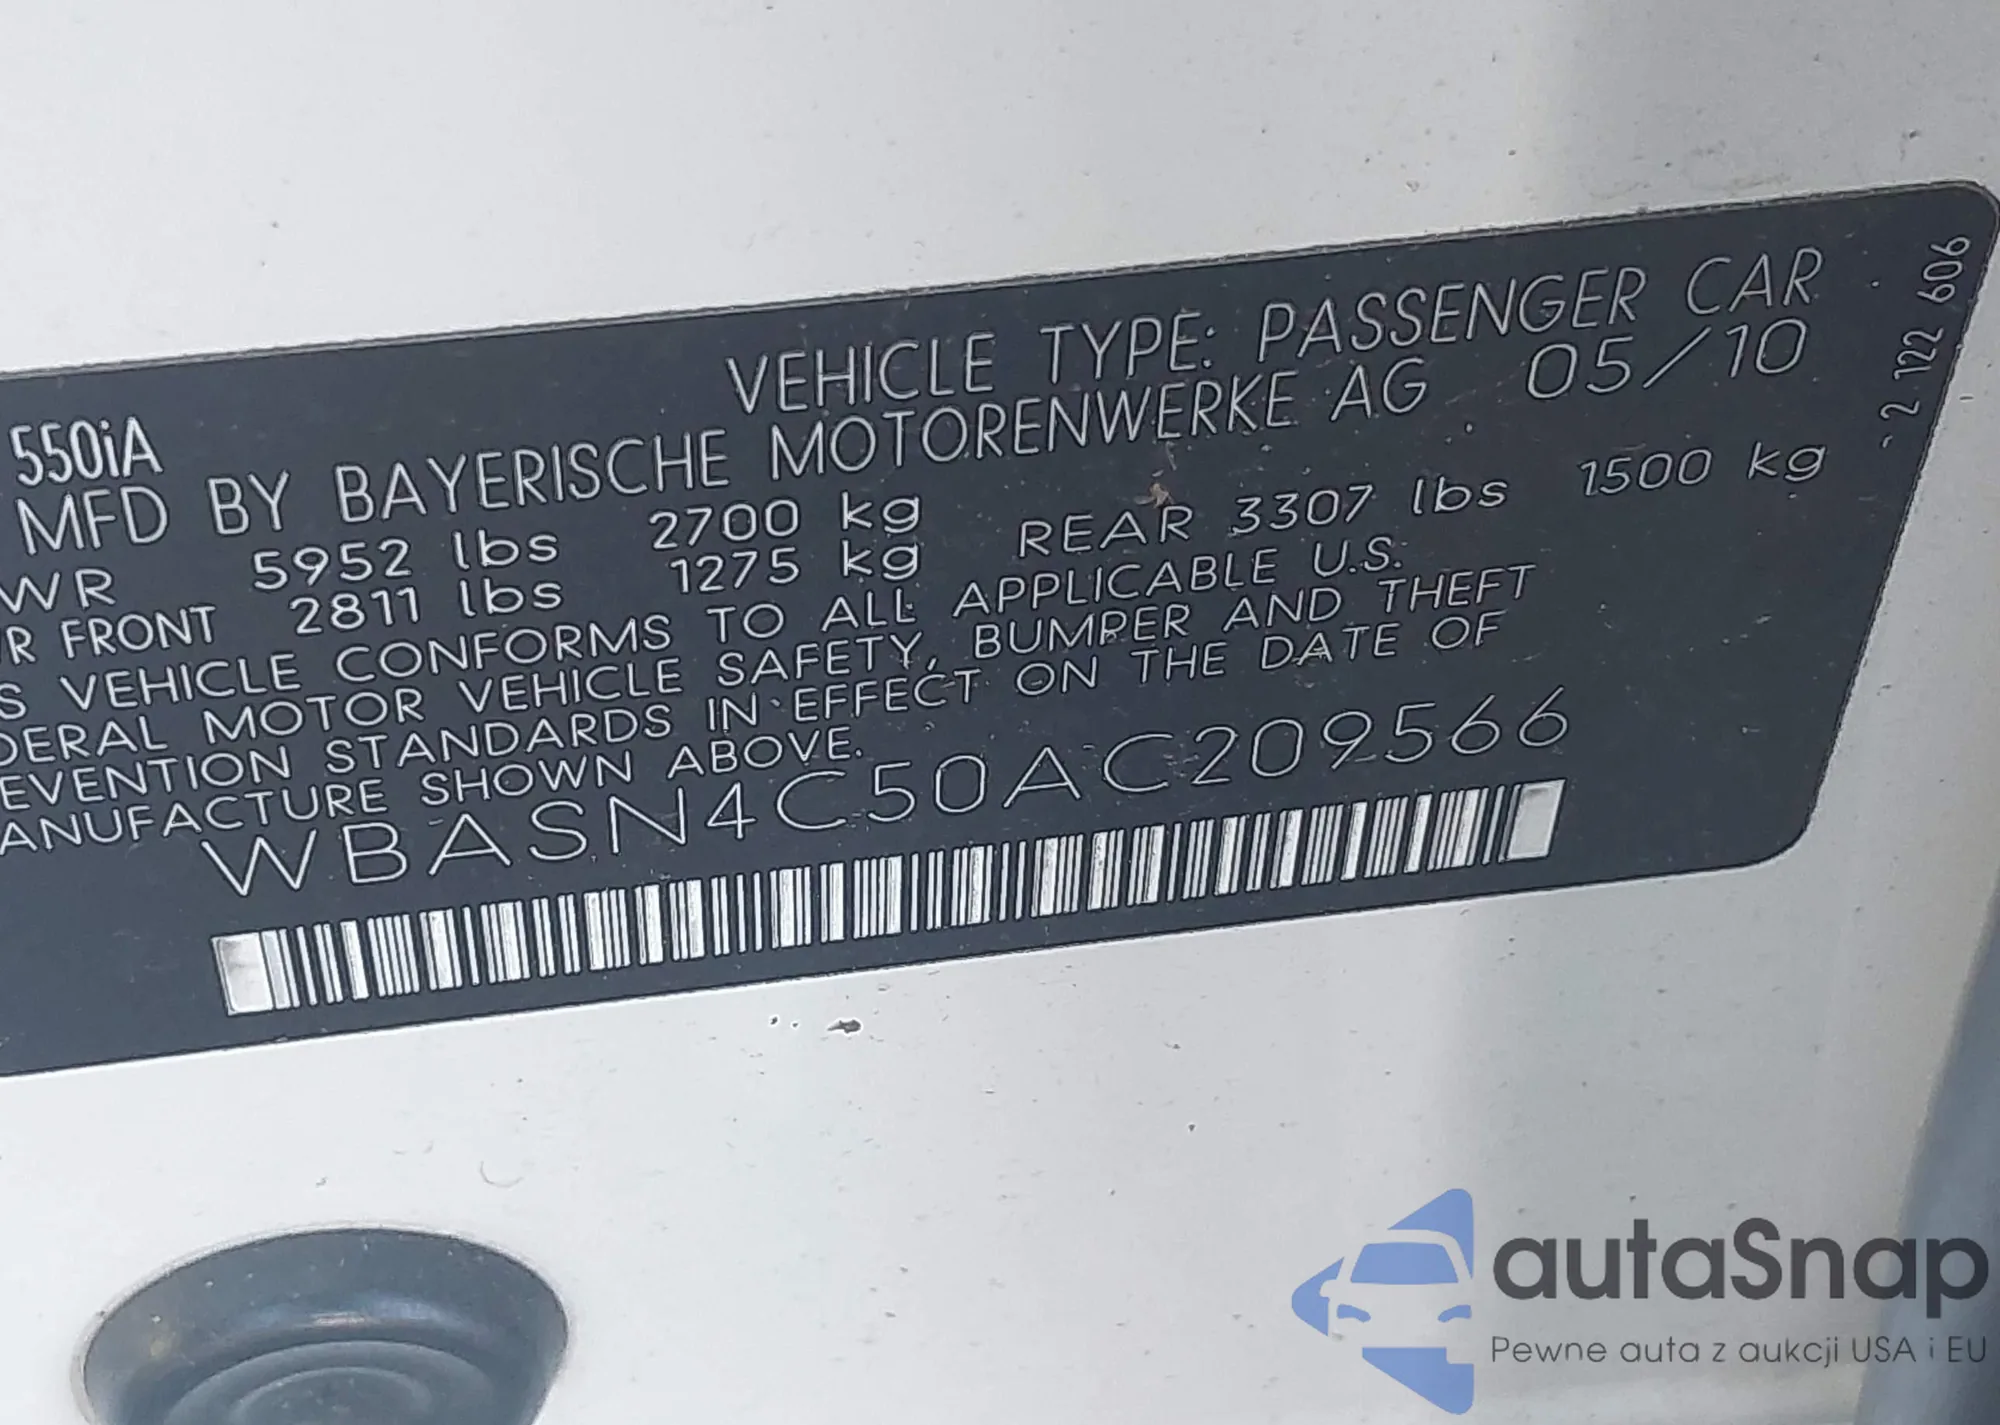 VEHICLE TYPE: PASSENGER CAR
550iA
MFD BY BAYERISCHE MOTORENWERKE AG 05/10
WR 5952 lbs 2700 kg
R FRONT 2811 lbs 1275 kg REAR 3307 lbs 1500 kg
S VEHICLE CONFORMS TO ALL APPLICABLE U.S.
DERAL MOTOR VEHICLE SAFETY, BUMPER AND THEFT
EVENTION STANDARDS IN EFFECT ON THE DATE OF
ANUFACTURE SHOWN ABOVE.
WBASN4C50AC209566
2 122 606
autaSnap
Pewne auta z aukcji USA i EU